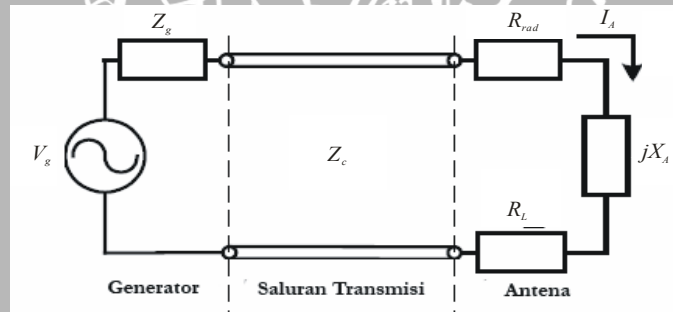 Z_g
R_rad
I_A
V_g
Z_c
jX_A
R_L
Generator
Saluran Transmisi
Antena